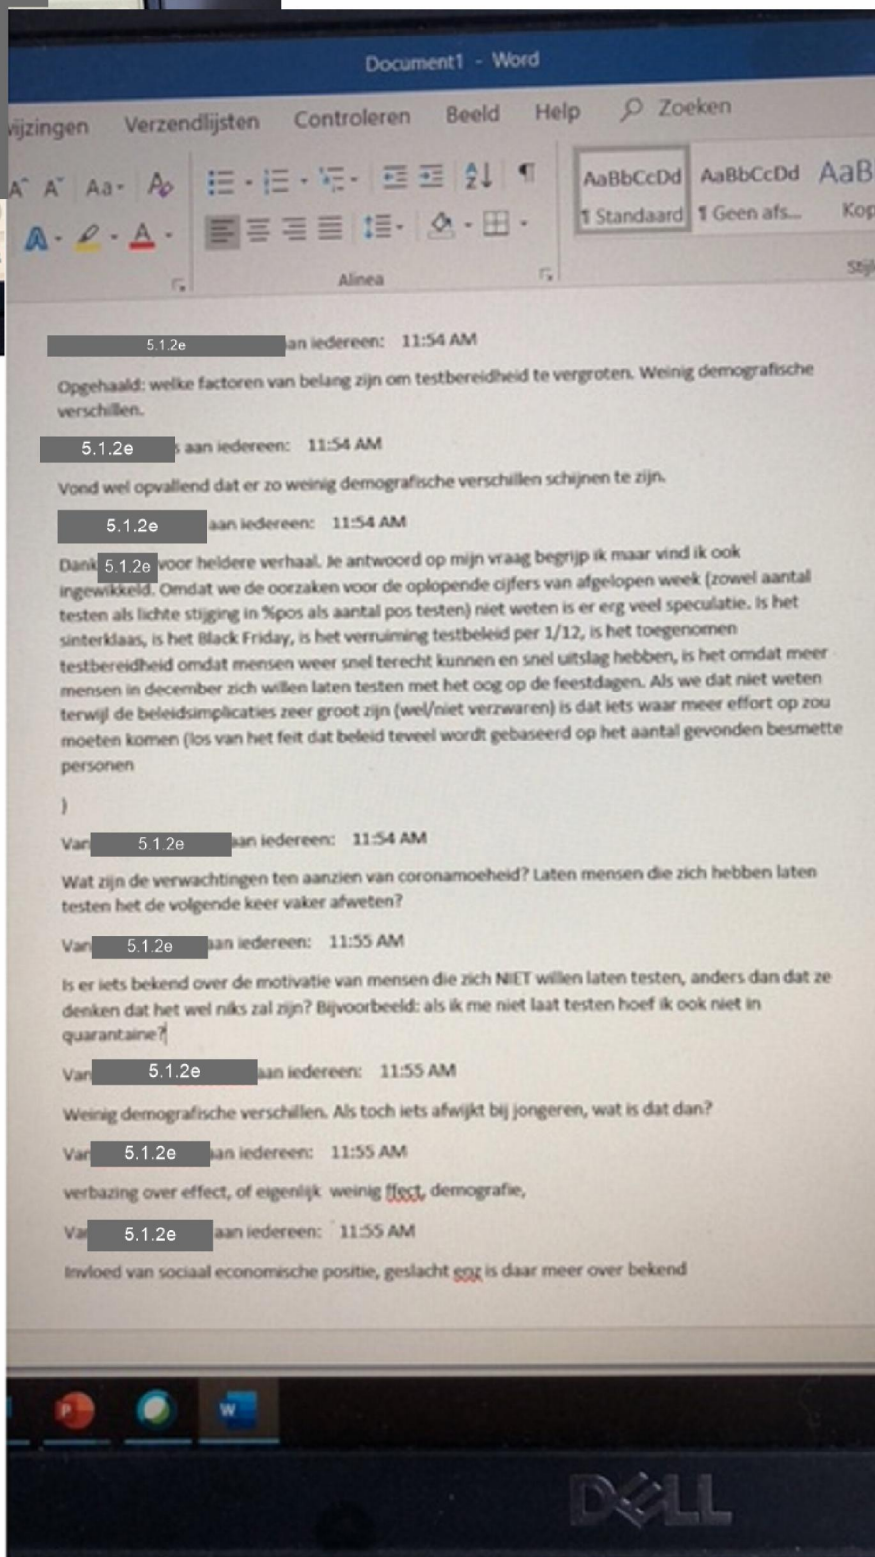 Document1 - Word
wijzingen Verzendlijsten Controleren Beeld Help Zoeken
A A Aa A
AaBbCcDd AaBbCcDd AaB
A A ¶ Standaard ¶ Geen afs... Kop
Alinea Stijl
5.1.2e an iedereen: 11:54 AM
Opgehaald: welke factoren van belang zijn om testbereidheid te vergroten. Weinig demografische
verschillen.
5.1.2e s aan iedereen: 11:54 AM
Vond wel opvallend dat er zo weinig demografische verschillen schijnen te zijn.
5.1.2e aan iedereen: 11:54 AM
Dank 5.1.2e voor heldere verhaal. Je antwoord op mijn vraag begrijp ik maar vind ik ook
ingewikkeld. Omdat we de oorzaken voor de oplopende cijfers van afgelopen week (zowel aantal
testen als lichte stijging in %pos als aantal pos testen) niet weten is er erg veel speculatie. Is het
sinterklaas, is het Black Friday, is het verruiming testbeleid per 1/12, is het toegenomen
testbereidheid omdat mensen weer snel terecht kunnen en snel uitslag hebben, is het omdat meer
mensen in december zich willen laten testen met het oog op de feestdagen. Als we dat niet weten
terwijl de beleidsimplicaties zeer groot zijn (wel/niet verzwaren) is dat iets waar meer effort op zou
moeten komen (los van het feit dat beleid teveel wordt gebaseerd op het aantal gevonden besmette
personen
)
Van 5.1.2e aan iedereen: 11:54 AM
Wat zijn de verwachtingen ten aanzien van coronamoeheid? Laten mensen die zich hebben laten
testen het de volgende keer vaker afweten?
Van 5.1.2e aan iedereen: 11:55 AM
Is er iets bekend over de motivatie van mensen die zich NIET willen laten testen, anders dan dat ze
denken dat het wel niks zal zijn? Bijvoorbeeld: als ik me niet laat testen hoef ik ook niet in
quarantaine?
Van 5.1.2e aan iedereen: 11:55 AM
Weinig demografische verschillen. Als toch iets afwijkt bij jongeren, wat is dat dan?
Van 5.1.2e aan iedereen: 11:55 AM
verbazing over effect, of eigenlijk weinig ffect, demografie,
Va 5.1.2e aan iedereen: 11:55 AM
Invloed van sociaal economische positie, geslacht enz is daar meer over bekend
DELL